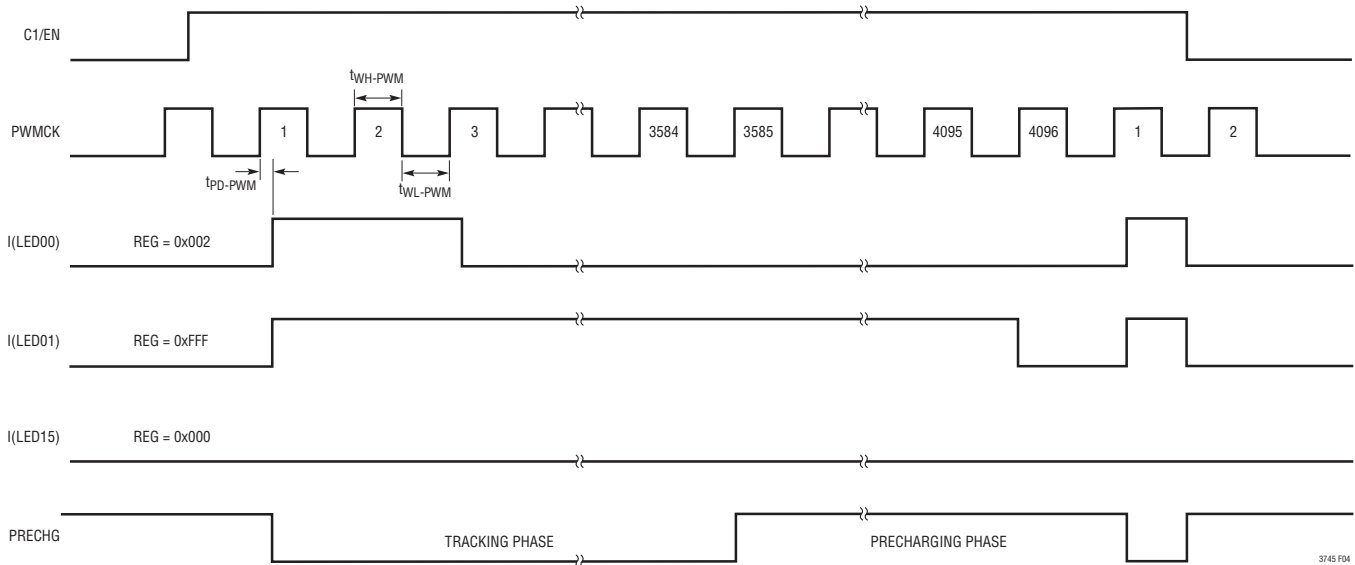 C1/EN
tWH-PWM
PWMCK
1 2 3 3584 3585 4095 4096 1 2
tPD-PWM
tWL-PWM
I(LED00) REG = 0x002
I(LED01) REG = 0xFFF
I(LED15) REG = 0x000
PRECHG TRACKING PHASE PRECHARGING PHASE
3745 F04